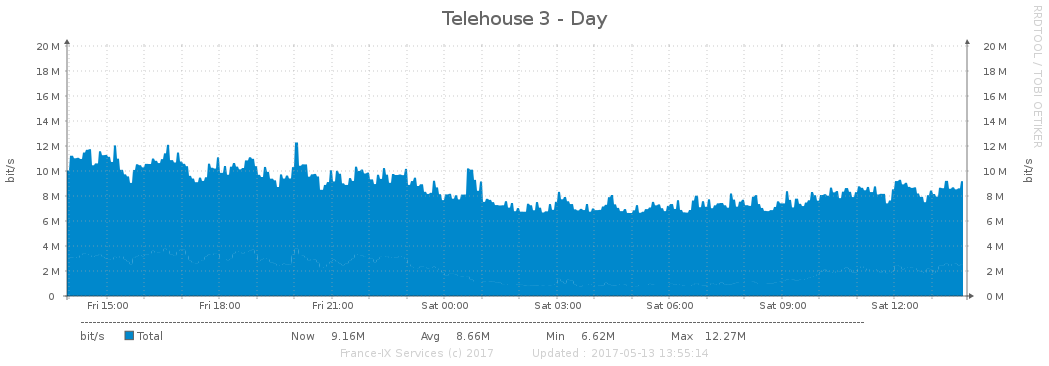 Telehouse 3 - Day
RRDTOOL / TOBI OETIKER
20 M 20 M
18 M 18 M
16 M 16 M
14 M 14 M
12 M 12 M
10 M 10 M
8 M 8 M
6 M 6 M
4 M 4 M
2 M 2 M
0 0 M
bit/s bit/s
Fri 15:00 Fri 18:00 Fri 21:00 Sat 00:00 Sat 03:00 Sat 06:00 Sat 09:00 Sat 12:00
bit/s Total Now 9.16M Avg 8.66M Min 6.62M Max 12.27M
France-IX Services (c) 2017 Updated : 2017-05-13 13:55:14